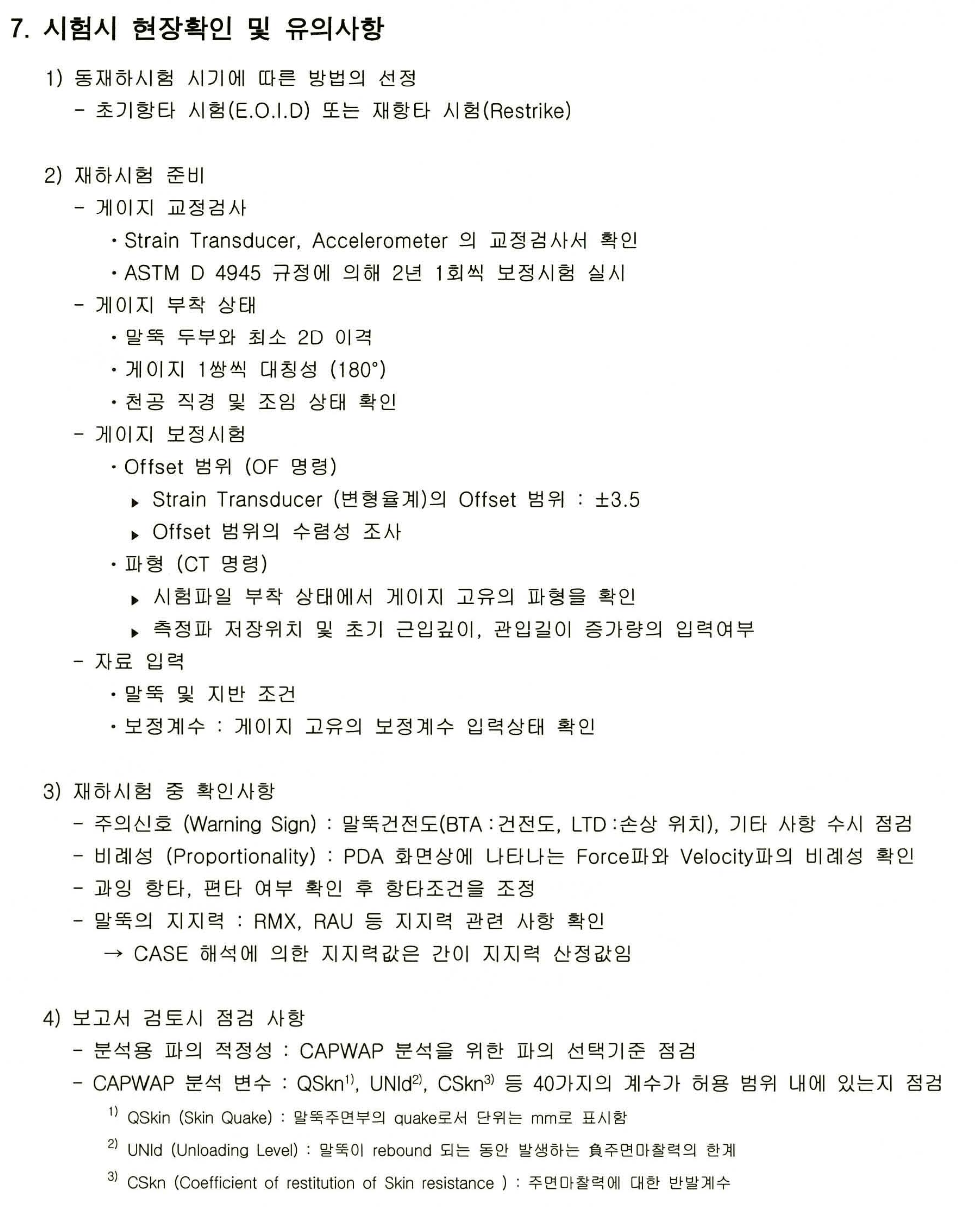 7. 시험시 현장확인 및 유의사항
1) 동재하시험 시기에 따른 방법의 선정
- 초기항타 시험(E.O.I.D) 또는 재항타 시험(Restrike)
2) 재하시험 준비
- 게이지 교정검사
· Strain Transducer, Accelerometer 의 교정검사서 확인
· ASTM D 4945 규정에 의해 2년 1회씩 보정시험 실시
- 게이지 부착 상태
· 말뚝 두부와 최소 2D 이격
· 게이지 1쌍씩 대칭성 (180°)
· 천공 직경 및 조임 상태 확인
- 게이지 보정시험
· Offset 범위 (OF 명령)
▸ Strain Transducer (변형율계)의 Offset 범위 : ±3.5
▸ Offset 범위의 수렴성 조사
· 파형 (CT 명령)
▸ 시험파일 부착 상태에서 게이지 고유의 파형을 확인
▸ 측정파 저장위치 및 초기 근입깊이, 관입길이 증가량의 입력여부
- 자료 입력
· 말뚝 및 지반 조건
· 보정계수 : 게이지 고유의 보정계수 입력상태 확인
3) 재하시험 중 확인사항
- 주의신호 (Warning Sign) : 말뚝건전도(BTA :건전도, LTD :손상 위치), 기타 사항 수시 점검
- 비례성 (Proportionality) : PDA 화면상에 나타나는 Force파와 Velocity파의 비례성 확인
- 과잉 항타, 편타 여부 확인 후 항타조건을 조정
- 말뚝의 지지력 : RMX, RAU 등 지지력 관련 사항 확인
→ CASE 해석에 의한 지지력값은 간이 지지력 산정값임
4) 보고서 검토시 점검 사항
- 분석용 파의 적정성 : CAPWAP 분석을 위한 파의 선택기준 점검
- CAPWAP 분석 변수 : QSkn¹⁾, UNld²⁾, CSkn³⁾ 등 40가지의 계수가 허용 범위 내에 있는지 점검
¹⁾ QSkin (Skin Quake) : 말뚝주면부의 quake로서 단위는 mm로 표시함
²⁾ UNld (Unloading Level) : 말뚝이 rebound 되는 동안 발생하는 負주면마찰력의 한계
³⁾ CSkn (Coefficient of restitution of Skin resistance ) : 주면마찰력에 대한 반발계수